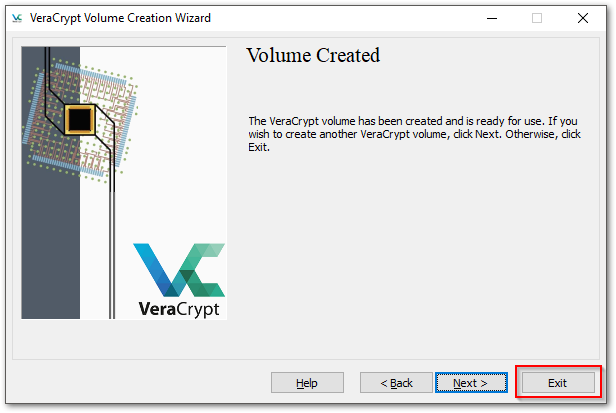 VeraCrypt Volume Creation Wizard
Volume Created
The VeraCrypt volume has been created and is ready for use. If you
wish to create another VeraCrypt volume, click Next. Otherwise, click
Exit.
VeraCrypt
Help
< Back
Next >
Exit